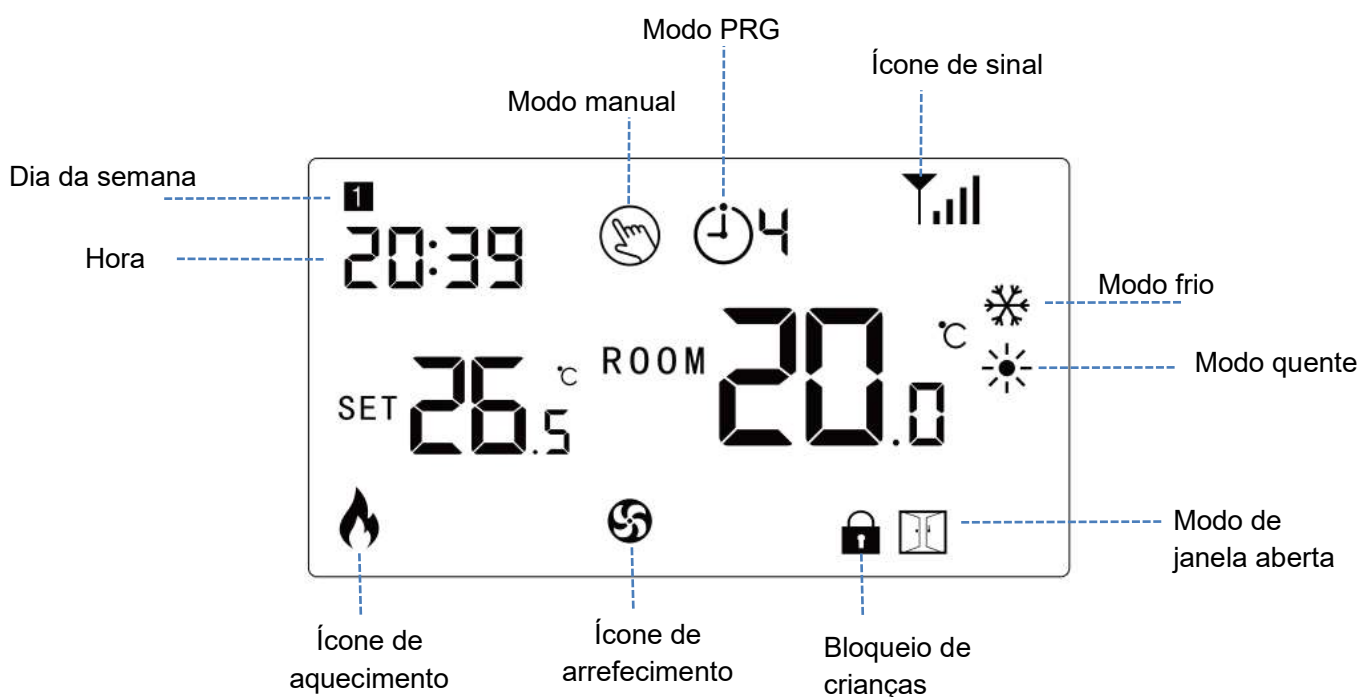 Modo PRG
Ícone de sinal
Modo manual
Dia da semana
1
20:39
4
Hora
Modo frio
ROOM 20.0 °C
Modo quente
SET 26.5 °C
Modo de
janela aberta
Ícone de
aquecimento
Ícone de
arrefecimento
Bloqueio de
crianças